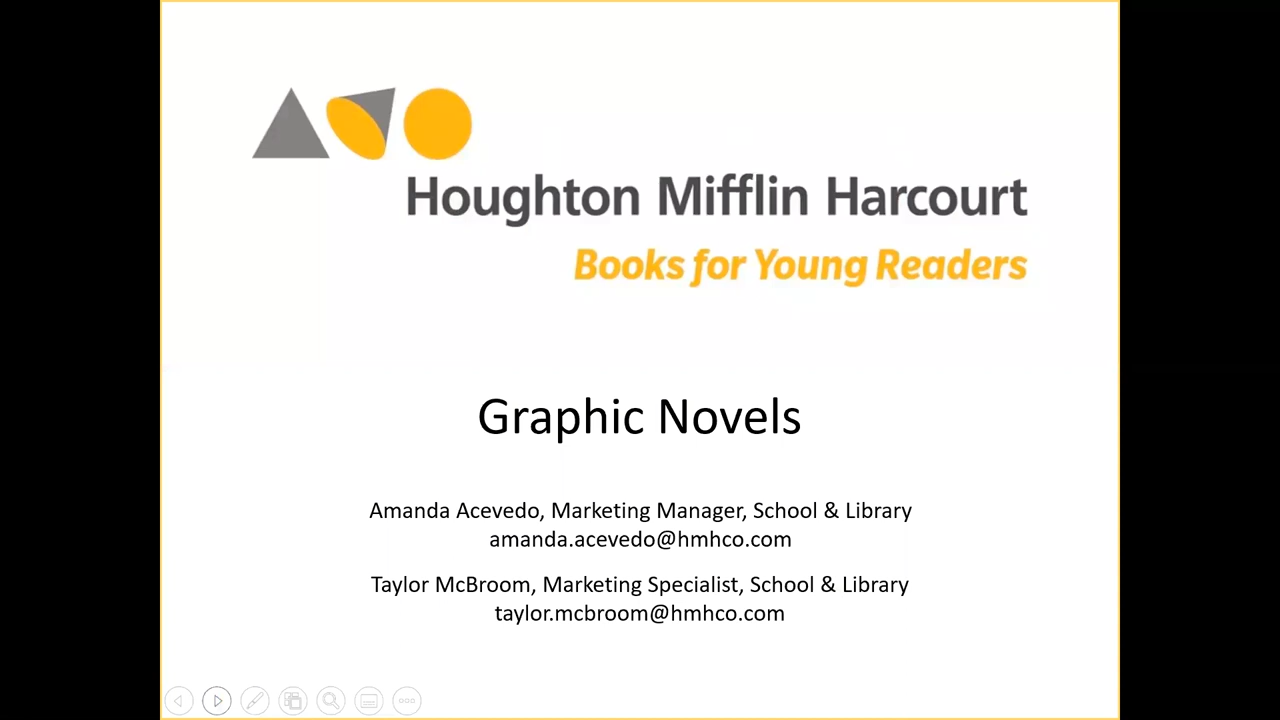 Houghton Mifflin Harcourt
Books for Young Readers
Graphic Novels
Amanda Acevedo, Marketing Manager, School & Library
amanda.acevedo@hmhco.com
Taylor McBroom, Marketing Specialist, School & Library
taylor.mcbroom@hmhco.com